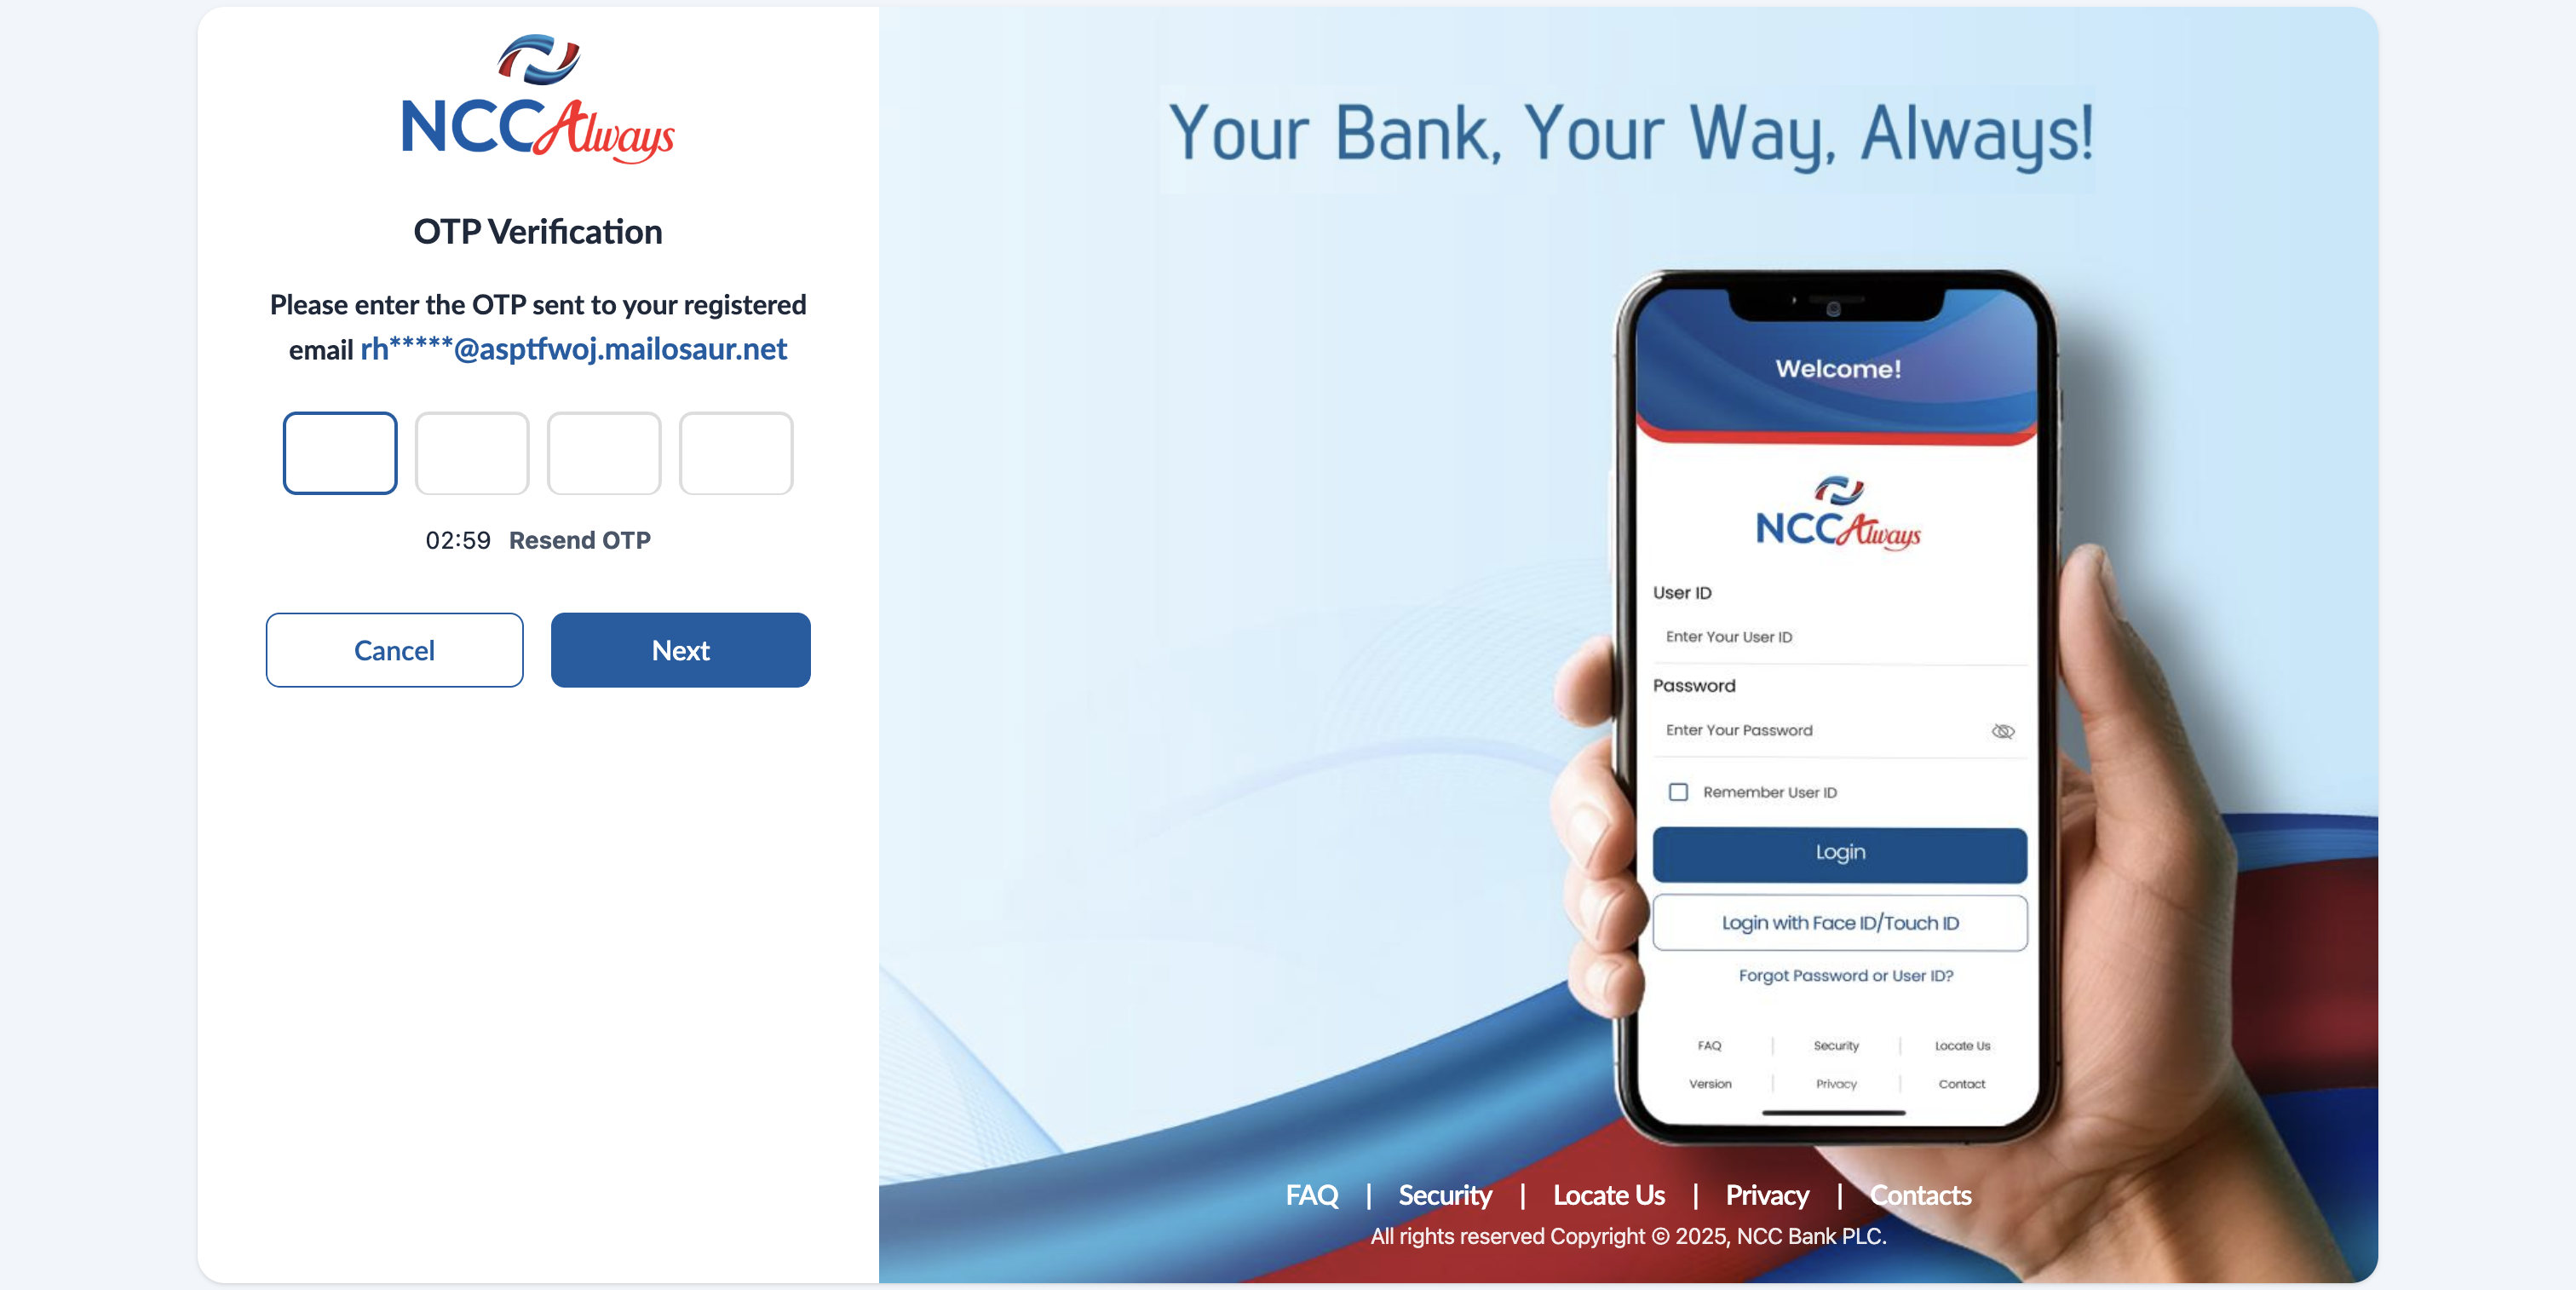 NCC Always
OTP Verification
Please enter the OTP sent to your registered
email rh*****@asptfwoj.mailosaur.net
02:59 Resend OTP
Cancel Next
Your Bank, Your Way, Always!
Welcome!
NCC Always
User ID
Enter Your User ID
Password
Enter Your Password
Remember User ID
Login
Login with Face ID/Touch ID
Forgot Password or User ID?
FAQ | Security | Locate Us
Version | Privacy | Contact
FAQ | Security | Locate Us | Privacy | Contacts
All rights reserved Copyright © 2025, NCC Bank PLC.